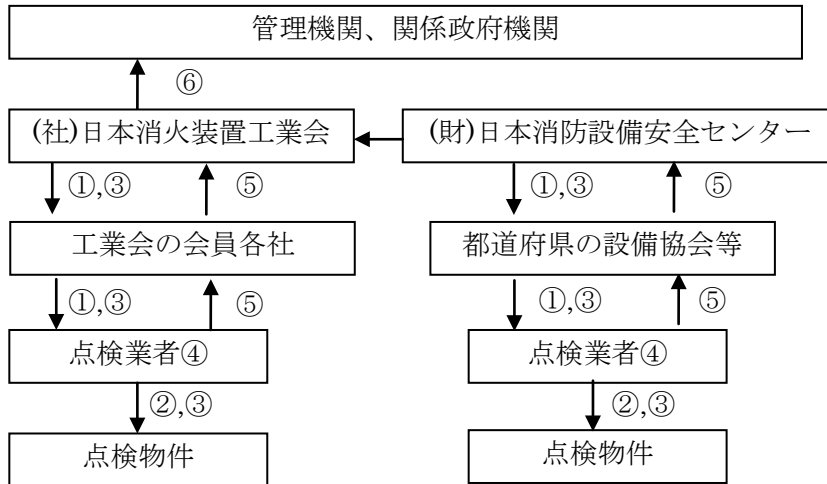 管理機関、関係政府機関
⑥
(社)日本消火装置工業会
(財)日本消防設備安全センター
①,③
⑤
①,③
⑤
工業会の会員各社
都道府県の設備協会等
①,③
⑤
①,③
⑤
点検業者④
点検業者④
②,③
②,③
点検物件
点検物件